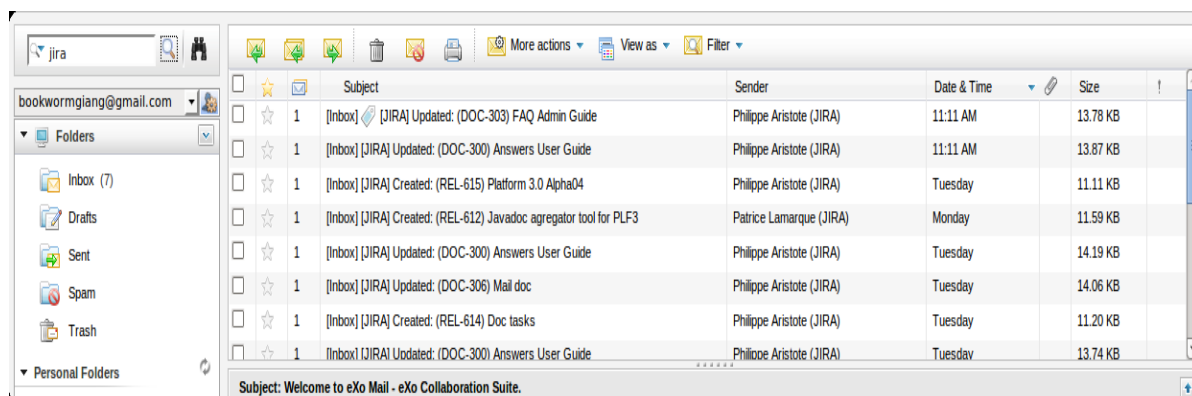 jira
More actions View as Filter
bookwormgiang@gmail.com
Folders
Inbox (7)
Drafts
Sent
Spam
Trash
Personal Folders
Subject Sender Date & Time Size !
1 [Inbox] [JIRA] Updated: (DOC-303) FAQ Admin Guide Philippe Aristote (JIRA) 11:11 AM 13.78 KB
1 [Inbox] [JIRA] Updated: (DOC-300) Answers User Guide Philippe Aristote (JIRA) 11:11 AM 13.87 KB
1 [Inbox] [JIRA] Created: (REL-615) Platform 3.0 Alpha04 Philippe Aristote (JIRA) Tuesday 11.11 KB
1 [Inbox] [JIRA] Created: (REL-612) Javadoc agregator tool for PLF3 Patrice Lamarque (JIRA) Monday 11.59 KB
1 [Inbox] [JIRA] Updated: (DOC-300) Answers User Guide Philippe Aristote (JIRA) Tuesday 14.19 KB
1 [Inbox] [JIRA] Updated: (DOC-306) Mail doc Philippe Aristote (JIRA) Tuesday 14.06 KB
1 [Inbox] [JIRA] Created: (REL-614) Doc tasks Philippe Aristote (JIRA) Tuesday 11.20 KB
1 [Inbox] [JIRA] Updated: (DOC-300) Answers User Guide Philippe Aristote (JIRA) Tuesday 13.74 KB
Subject: Welcome to eXo Mail - eXo Collaboration Suite.